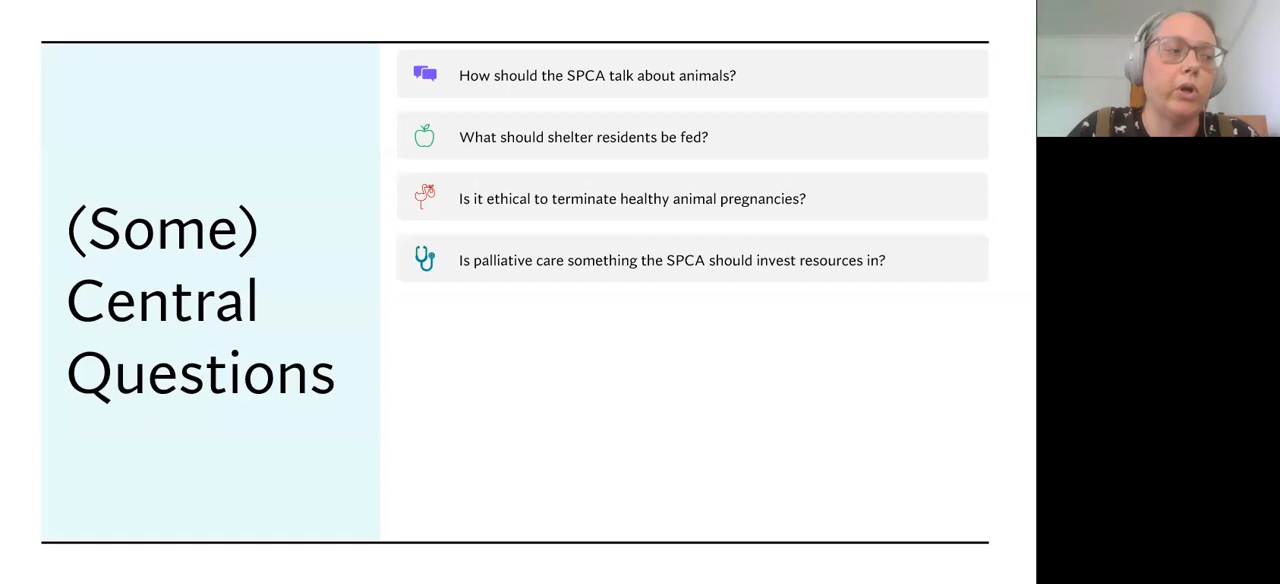 (Some)
Central
Questions
How should the SPCA talk about animals?
What should shelter residents be fed?
Is it ethical to terminate healthy animal pregnancies?
Is palliative care something the SPCA should invest resources in?